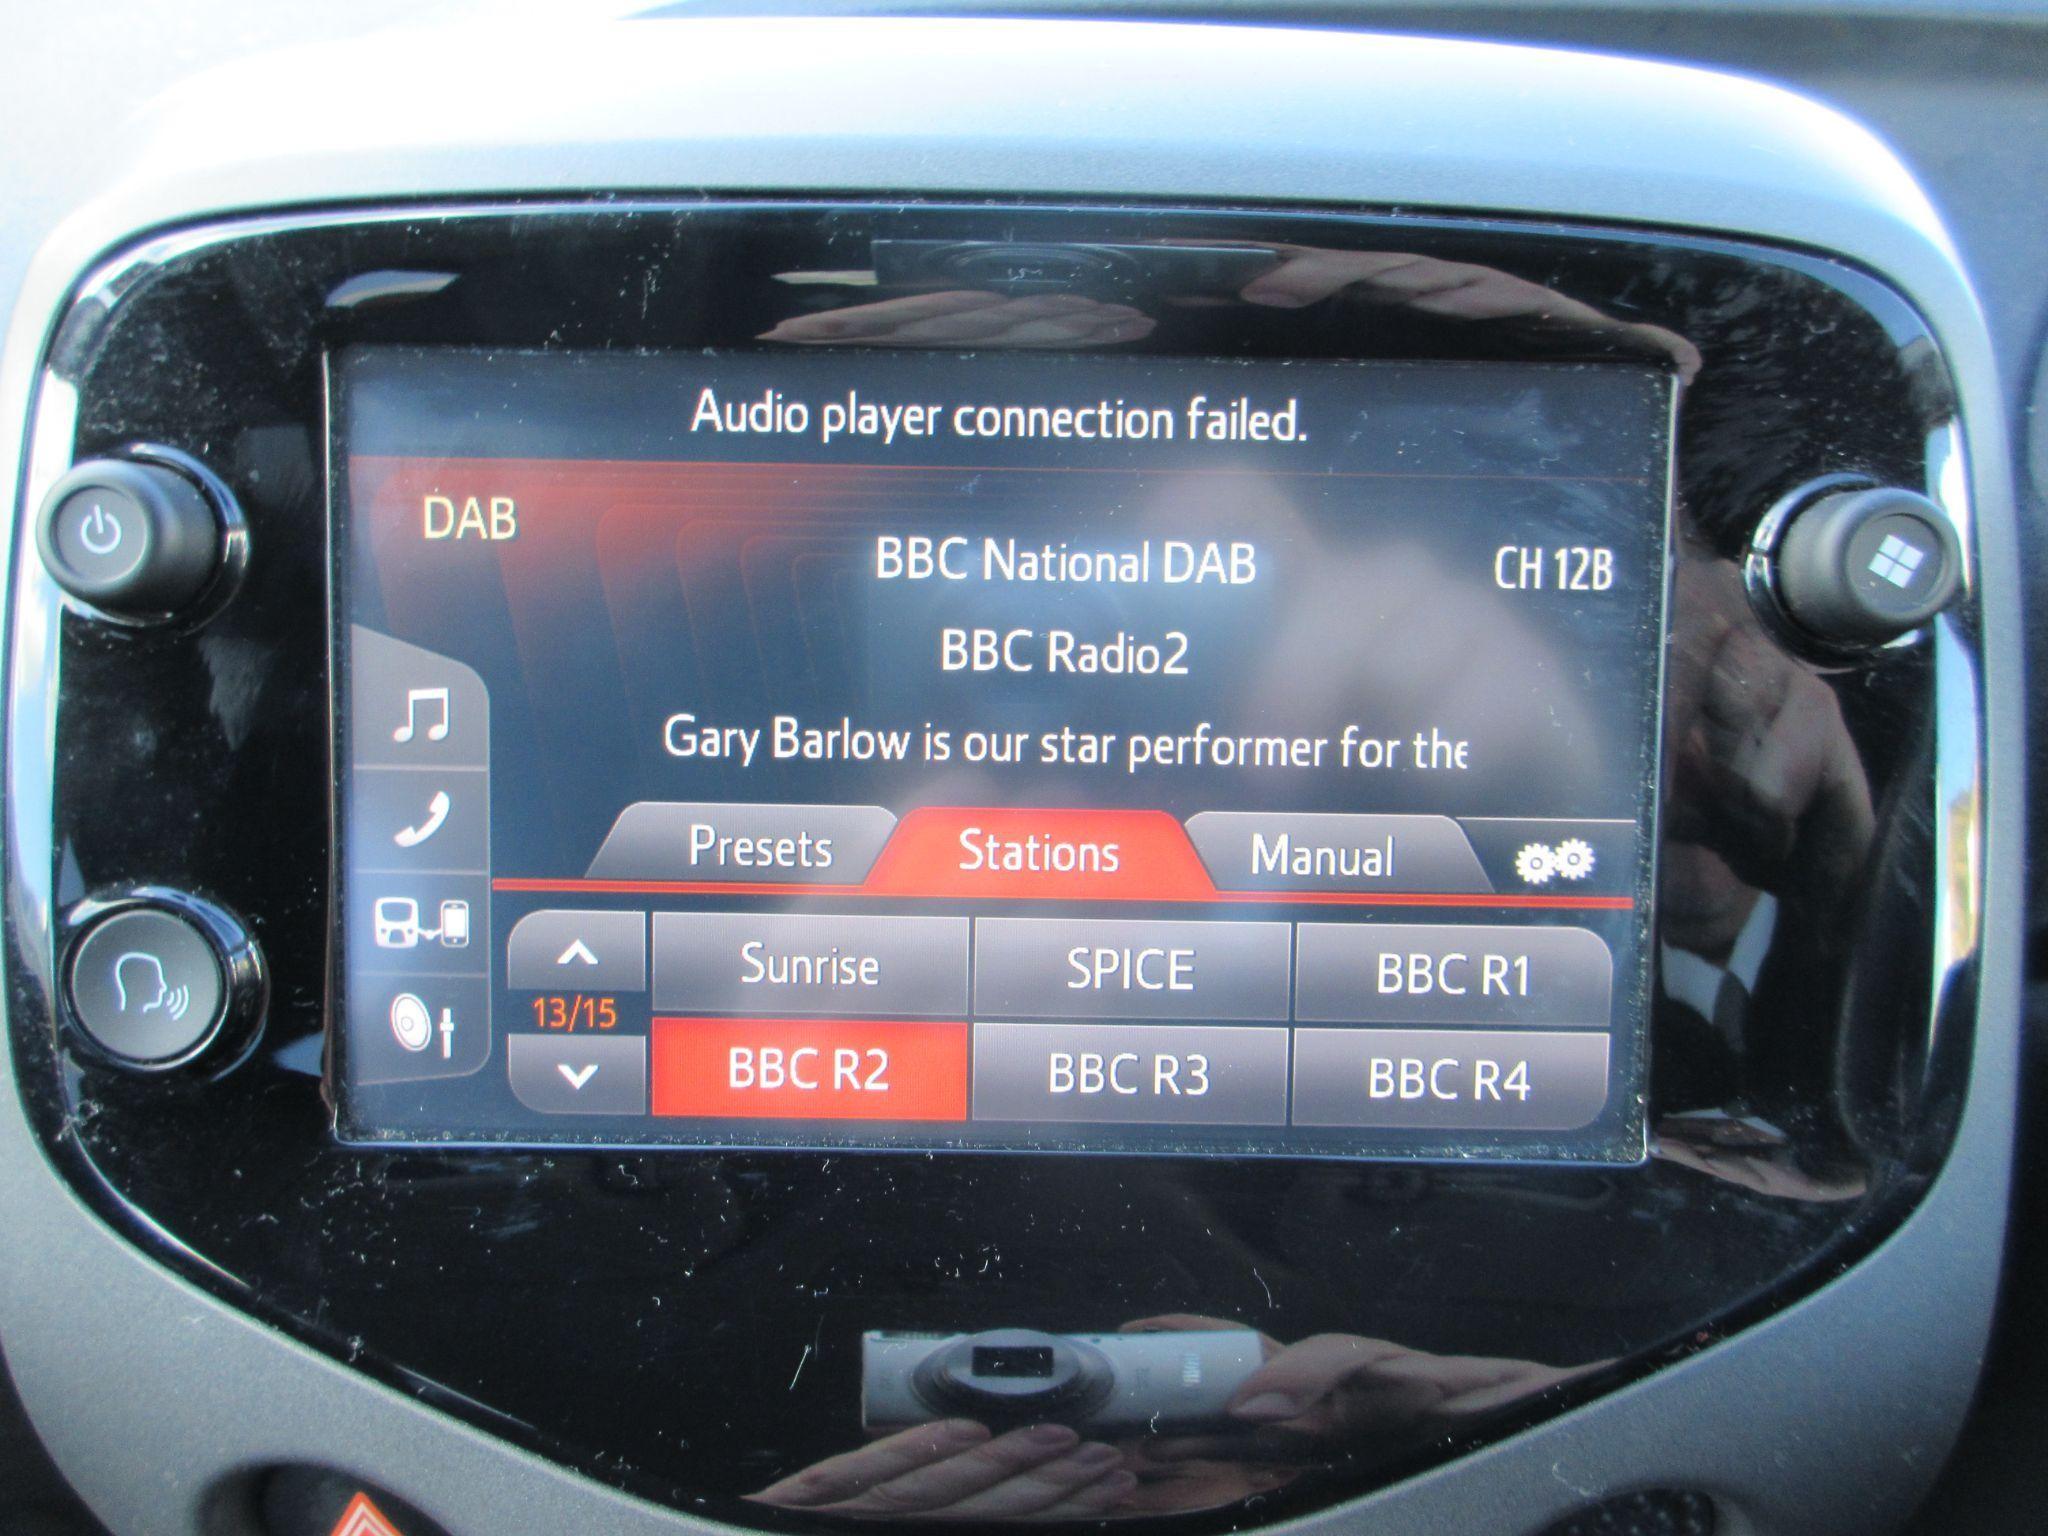 Audio player connection failed.
DAB
BBC National DAB
CH 12B
BBC Radio2
Gary Barlow is our star performer for the
Presets
Stations
Manual
Sunrise
SPICE
BBC R1
13/15
BBC R2
BBC R3
BBC R4